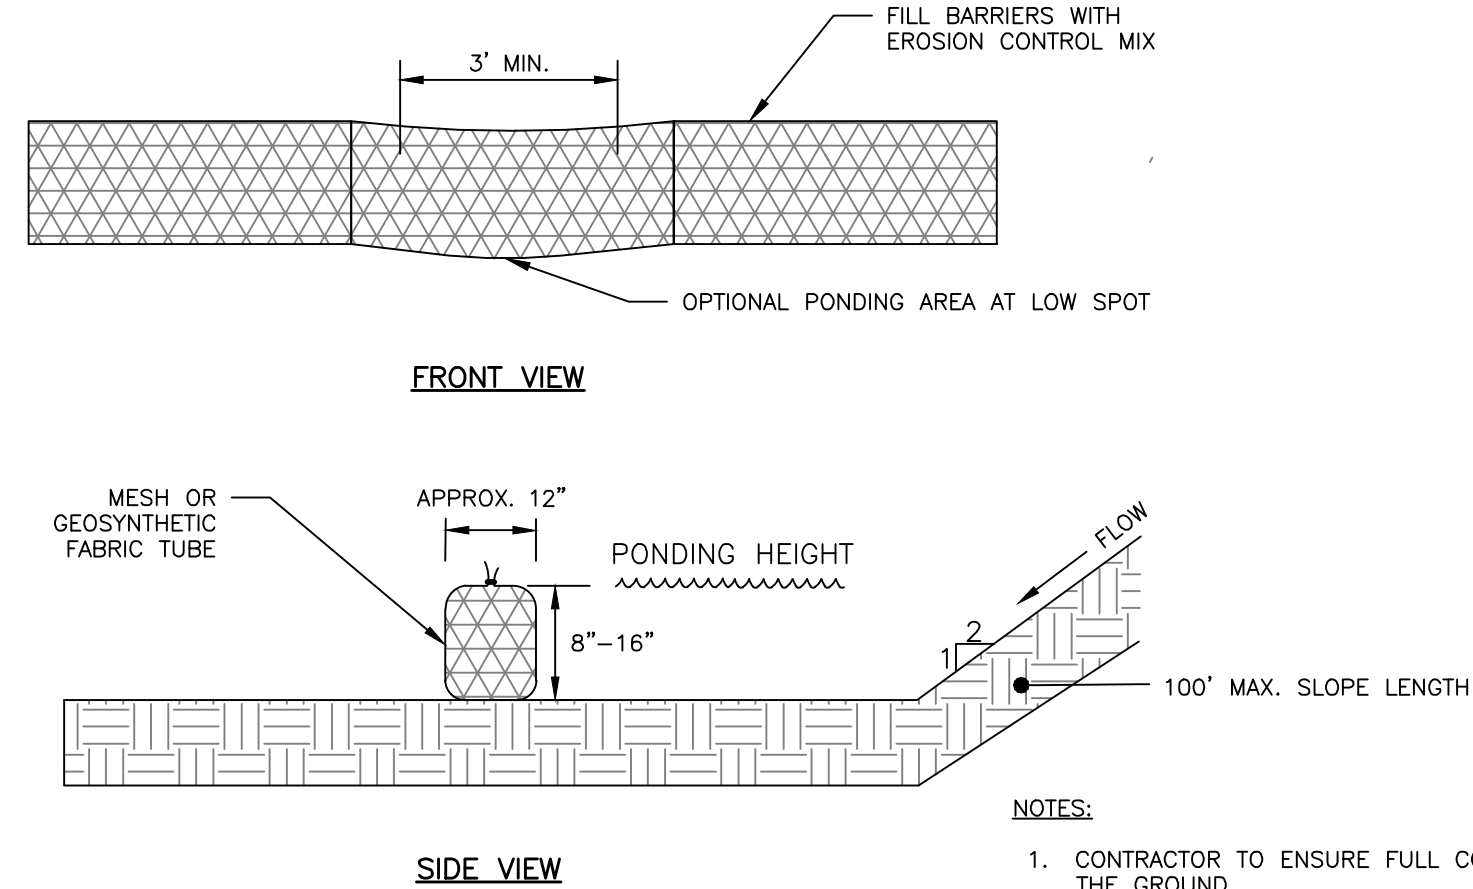 FILL BARRIERS WITH
EROSION CONTROL MIX
3' MIN.
OPTIONAL PONDING AREA AT LOW SPOT
FRONT VIEW
MESH OR
GEOSYNTHETIC
FABRIC TUBE
APPROX. 12”
PONDING HEIGHT
8”-16”
FLOW
2
1
100' MAX. SLOPE LENGTH
SIDE VIEW
NOTES:
1. CONTRACTOR TO ENSURE FULL
THE GROUND